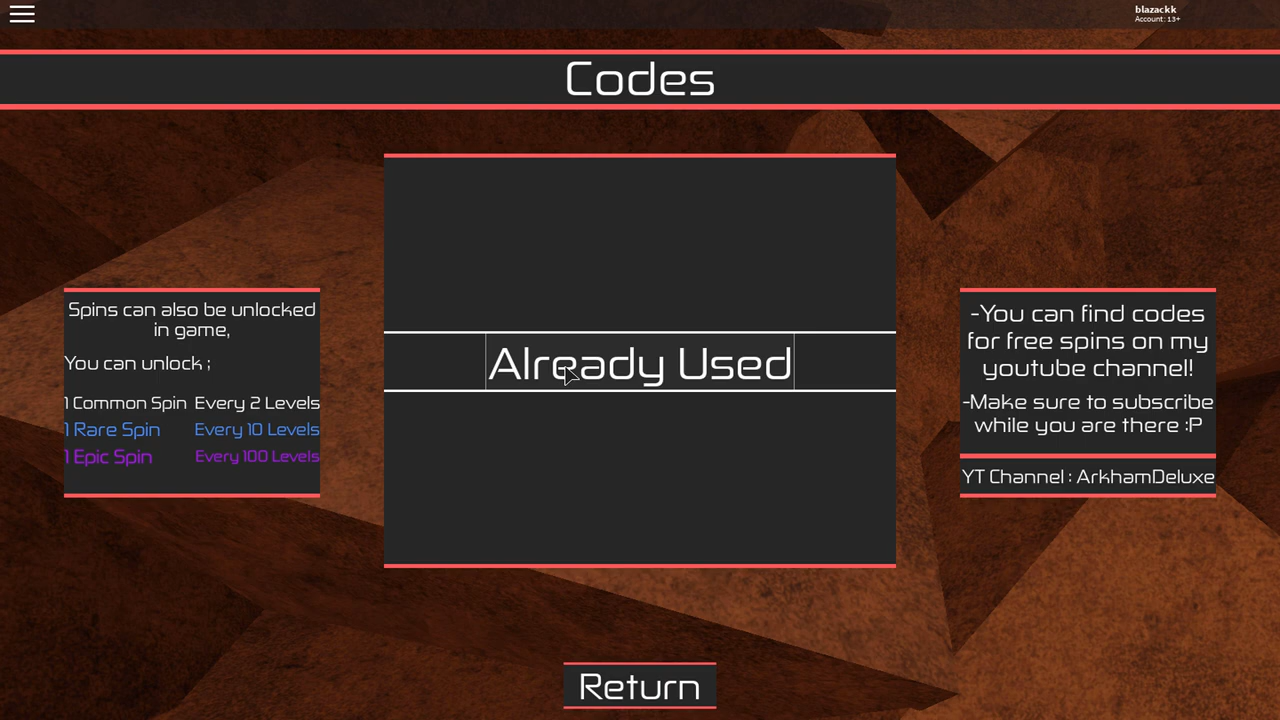 blazackk
Account: 13+
Codes
Spins can also be unlocked
in game,
You can unlock ;
1 Common Spin Every 2 Levels
1 Rare Spin Every 10 Levels
1 Epic Spin Every 100 Levels
Already Used
-You can find codes
for free spins on my
youtube channel!
-Make sure to subscribe
while you are there :P
YT Channel : ArkhamDeluxe
Return